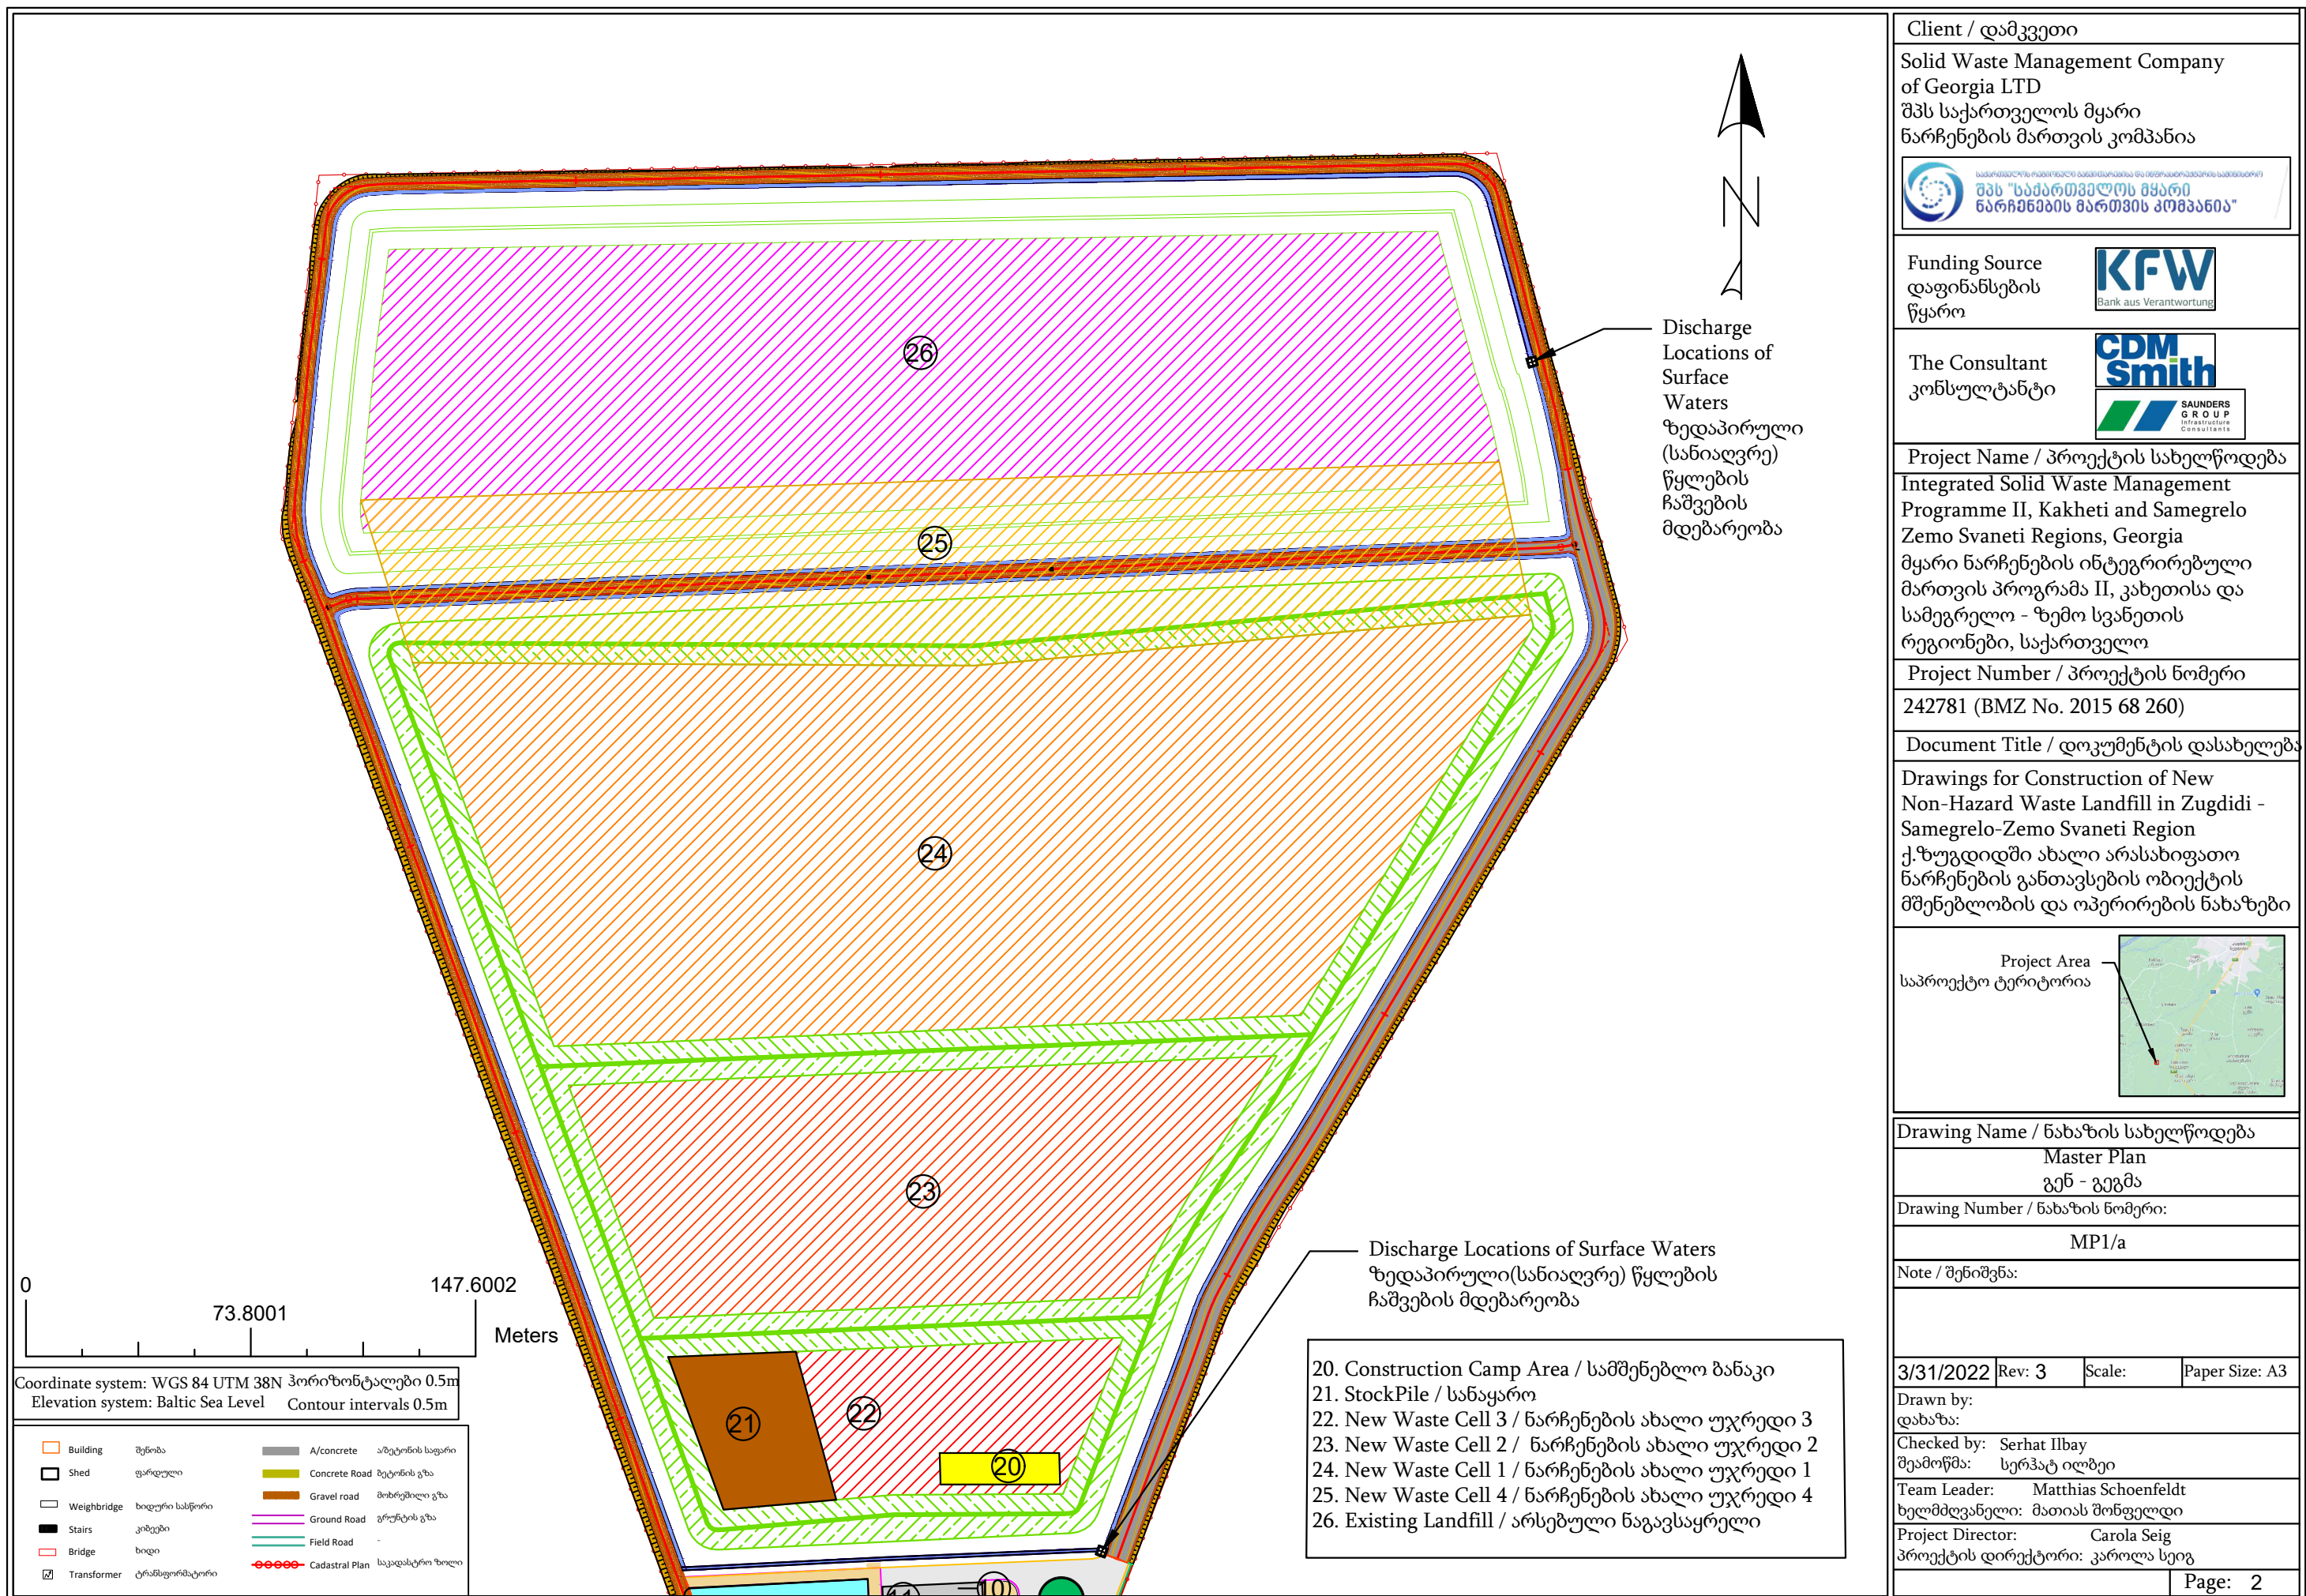 Client / დამკვეთი
Solid Waste Management Company
of Georgia LTD
შპს საქართველოს მყარი
ნარჩენების მართვის კომპანია
შპს "საქართველოს მყარი
ნარჩენების მართვის კომპანია"
Funding Source
დაფინანსების
წყარო
KFW
Bank aus Verantwortung
The Consultant
კონსულტანტი
CDM
Smith
SAUNDERS
GROUP
Infrastructure
Consultants
Project Name / პროექტის სახელწოდება
Integrated Solid Waste Management
Programme II, Kakheti and Samegrelo
Zemo Svaneti Regions, Georgia
მყარი ნარჩენების ინტეგრირებული
მართვის პროგრამა II, კახეთისა და
სამეგრელო - ზემო სვანეთის
რეგიონები, საქართველო
Project Number / პროექტის ნომერი
242781 (BMZ No. 2015 68 260)
Document Title / დოკუმენტის დასახელება
Drawings for Construction of New
Non-Hazard Waste Landfill in Zugdidi -
Samegrelo-Zemo Svaneti Region
ქ.ზუგდიდში ახალი არასახიფათო
ნარჩენების განთავსების ობიექტის
მშენებლობის და ოპერირების ნახაზები
Project Area
საპროექტო ტერიტორია
Drawing Name / ნახაზის სახელწოდება
Master Plan
გენ - გეგმა
Drawing Number / ნახაზის ნომერი:
MP1/a
Note / შენიშვნა:
3/31/2022 Rev: 3 Scale: Paper Size: A3
Drawn by:
დახაზა:
Checked by: Serhat Ilbay
შეამოწმა: სერჰატ ილბეი
Team Leader: Matthias Schoenfeldt
ხელმძღვანელი: მათიას შონფელდი
Project Director: Carola Seig
პროექტის დირექტორი: კაროლა სეიგ
Page: 2
N
Discharge
Locations of
Surface
Waters
ზედაპირული
(სანიაღვრე)
წყლების
ჩაშვების
მდებარეობა
26
25
24
23
22
21
20
11
10
Discharge Locations of Surface Waters
ზედაპირული(სანიაღვრე) წყლების
ჩაშვების მდებარეობა
20. Construction Camp Area / სამშენებლო ბანაკი
21. StockPile / სანაყარო
22. New Waste Cell 3 / ნარჩენების ახალი უჯრედი 3
23. New Waste Cell 2 / ნარჩენების ახალი უჯრედი 2
24. New Waste Cell 1 / ნარჩენების ახალი უჯრედი 1
25. New Waste Cell 4 / ნარჩენების ახალი უჯრედი 4
26. Existing Landfill / არსებული ნაგავსაყრელი
0 73.8001 147.6002
Meters
Coordinate system: WGS 84 UTM 38N ჰორიზონტალები 0.5m
Elevation system: Baltic Sea Level Contour intervals 0.5m
Building შენობა
Shed ფარდული
Weighbridge ხიდური სასწორი
Stairs კიბეები
Bridge ხიდი
Transformer ტრანსფორმატორი
A/concrete ა/ბეტონის საფარი
Concrete Road ბეტონის გზა
Gravel road მოხრეშილი გზა
Ground Road გრუნტის გზა
Field Road -
Cadastral Plan საკადასტრო ზოლი